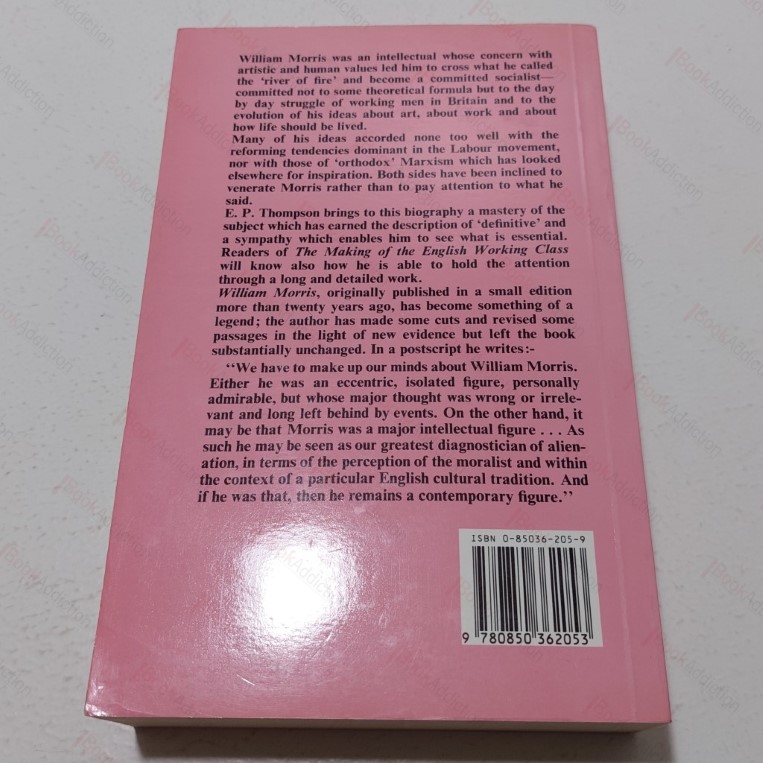 William Morris was an intellectual whose concern with
artistic and human values led him to cross what he called
the ‘river of fire’ and become a committed socialist—
committed not to some theoretical formula but to the day
by day struggle of working men in Britain and to the
evolution of his ideas about art, about work and about
how life should be lived.
Many of his ideas accorded none too well with the
reforming tendencies dominant in the Labour movement,
nor with those of ‘orthodox’ Marxism which has looked
elsewhere for inspiration. Both sides have been inclined to
venerate Morris rather than to pay attention to what he
said.
E. P. Thompson brings to this biography a mastery of the
subject which has earned the description of ‘definitive’ and
a sympathy which enables him to see what is essential.
Readers of The Making of the English Working Class
will know also how he is able to hold the attention
through a long and detailed work.
William Morris, originally published in a small edition
more than twenty years ago, has become something of a
legend; the author has made some cuts and revised some
passages in the light of new evidence but left the book
substantially unchanged. In a postscript he writes:-
“We have to make up our minds about William Morris.
Either he was an eccentric, isolated figure, personally
admirable, but whose major thought was wrong or irrele-
vant and long left behind by events. On the other hand, it
may be that Morris was a major intellectual figure . . . As
such he may be seen as our greatest diagnostician of alien-
ation, in terms of the perception of the moralist and within
the context of a particular English cultural tradition. And
if he was that, then he remains a contemporary figure.”
ISBN 0-85036-205-9
9 780850 362053
BookAddiction